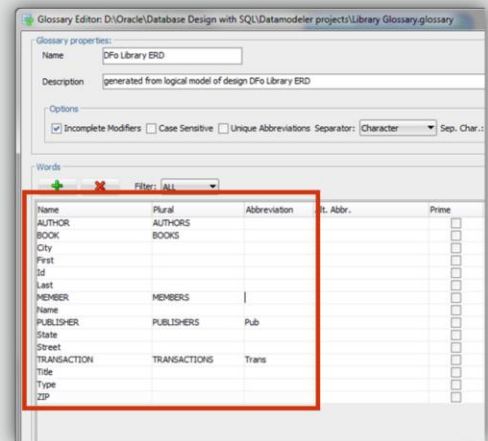 Glossary Editor: D:\Oracle\Database Design with SQL\Datamodeler projects\Library Glossary.glossary
Glossary properties:
Name DFo Library ERD
Description generated from logical model of design DFo Library ERD
Options
Incomplete Modifiers Case Sensitive Unique Abbreviations Separator: Character Sep. Char.:
Words
Filter: ALL
Name Plural Abbreviation Alt. Abbr. Prime
AUTHOR AUTHORS
BOOK BOOKS
City
First
Id
Last
MEMBER MEMBERS
Name
PUBLISHER PUBLISHERS Pub
State
Street
TRANSACTION TRANSACTIONS Trans
Title
Type
ZIP